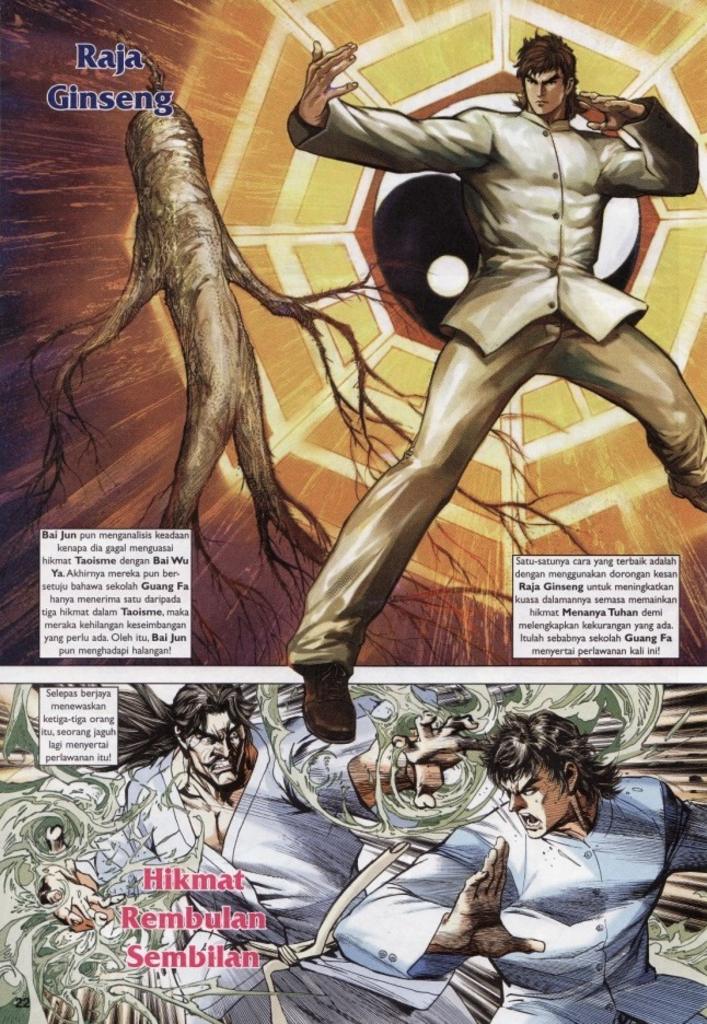 Raja
Ginseng
Bai Jun pun menganalisis keadaan
kenapa dia gagal menguasai
hikmat Taoisme dengan Bai Wu
Ya. Akhirnya mereka pun ber-
setuju bahawa sekolah Guang Fa
hanya menerima satu daripada
tiga hikmat dalam Taoisme, maka
meraka kehilangan keseimbangan
yang perlu ada. Oleh itu, Bai Jun
pun menghadapi halangan!
Satu-satunya cara yang terbaik adalah
dengan menggunakan dorongan kesan
Raja Ginseng untuk meningkatkan
kuasa dalamannya semasa memainkan
hikmat Menanya Tuhan demi
melengkapkan kekurangan yang ada.
Itulah sebabnya sekolah Guang Fa
menyertai perlawanan kali ini!
Selepas berjaya
menewaskan
ketiga-tiga orang
itu, seorang jaguh
lagi menyertai
perlawanan itu!
Hikmat
Rembulan
Sembilan
22